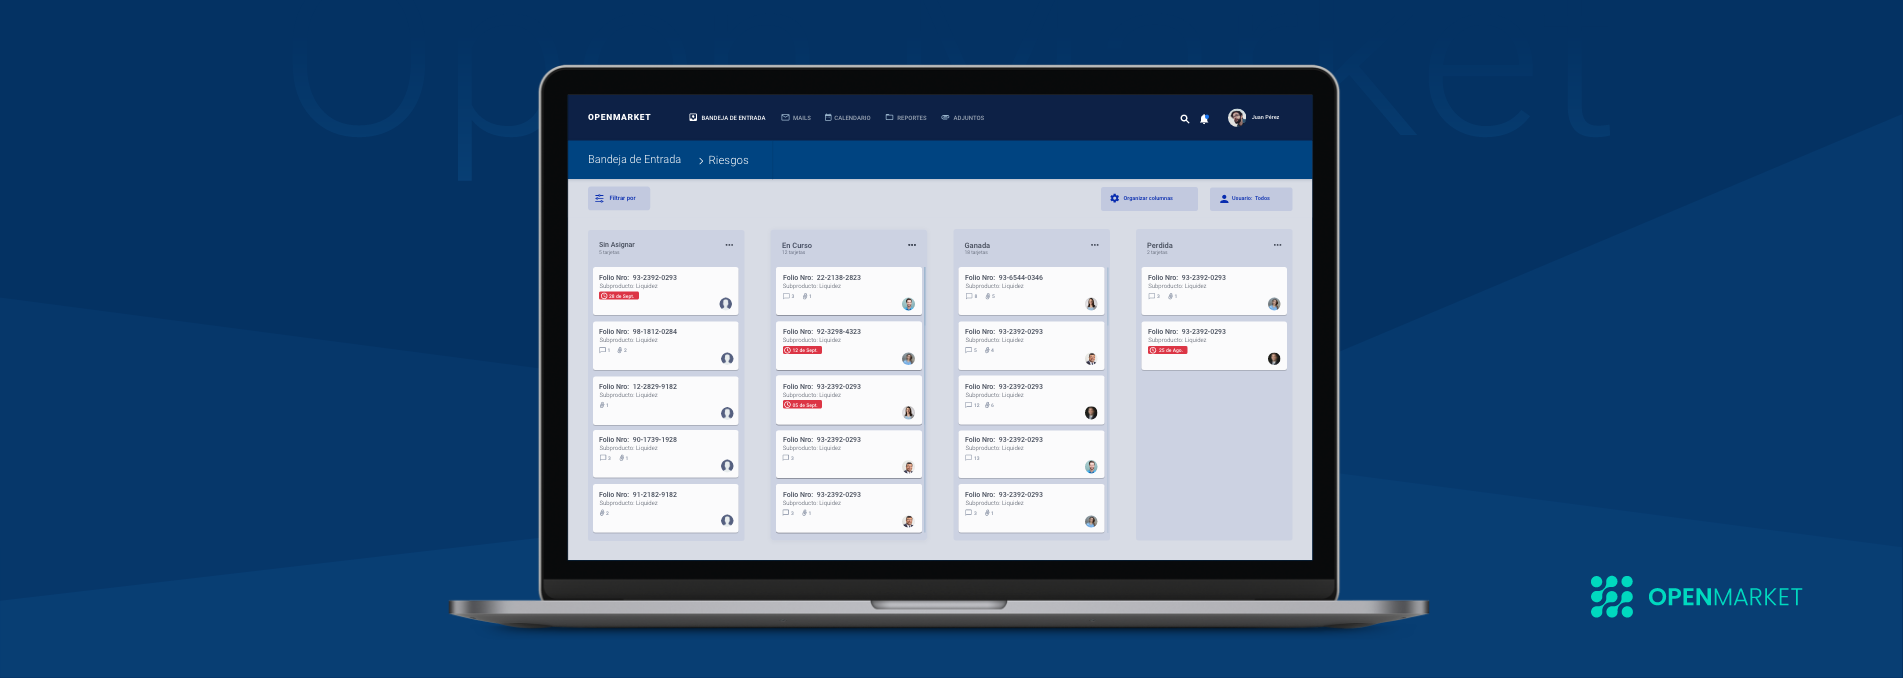 OpenMarket
OPENMARKET
BANDEJA DE ENTRADA
MAILS
CALENDARIO
REPORTES
ADJUNTOS
Juan Pérez
Bandeja de Entrada > Riesgos
Filtrar por
Organizar columnas
Usuario: Todos
Sin Asignar
5 tarjetas
Folio Nro: 93-2392-0293
Subproducto: Liquidez
28 de Sept.
Folio Nro: 98-1812-0284
Subproducto: Liquidez
1 3
Folio Nro: 12-2829-9182
Subproducto: Liquidez
1
Folio Nro: 90-1739-1928
Subproducto: Liquidez
3 1
Folio Nro: 91-2182-9182
Subproducto: Liquidez
3
En Curso
13 tarjetas
Folio Nro: 22-2138-2823
Subproducto: Liquidez
3 1
Folio Nro: 92-3298-4323
Subproducto: Liquidez
12 de Sept.
Folio Nro: 93-2392-0293
Subproducto: Liquidez
05 de Sept.
Folio Nro: 93-2392-0293
Subproducto: Liquidez
3
Folio Nro: 93-2392-0293
Subproducto: Liquidez
3 1
Ganada
tarjetas
Folio Nro: 93-6544-0346
Subproducto: Liquidez
8 5
Folio Nro: 93-2392-0293
Subproducto: Liquidez
5 4
Folio Nro: 93-2392-0293
Subproducto: Liquidez
12 6
Folio Nro: 93-2392-0293
Subproducto: Liquidez
13
Folio Nro: 93-2392-0293
Subproducto: Liquidez
3 1
Perdida
2 tarjetas
Folio Nro: 93-2392-0293
Subproducto: Liquidez
3 1
Folio Nro: 93-2392-0293
Subproducto: Liquidez
25 de Ago.
OPENMARKET